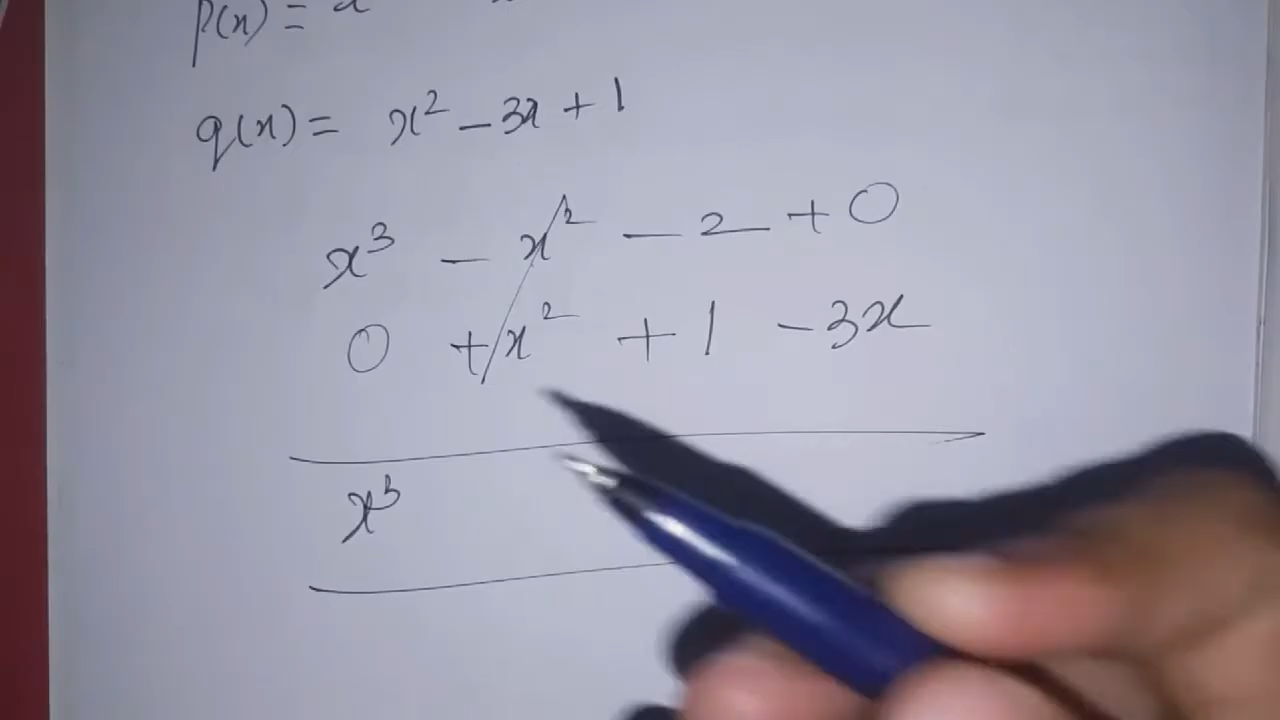 p(x) =
q(x) = x² - 3x + 1
x³ - x² - 2 + 0
0 + x² + 1 - 3x
x³